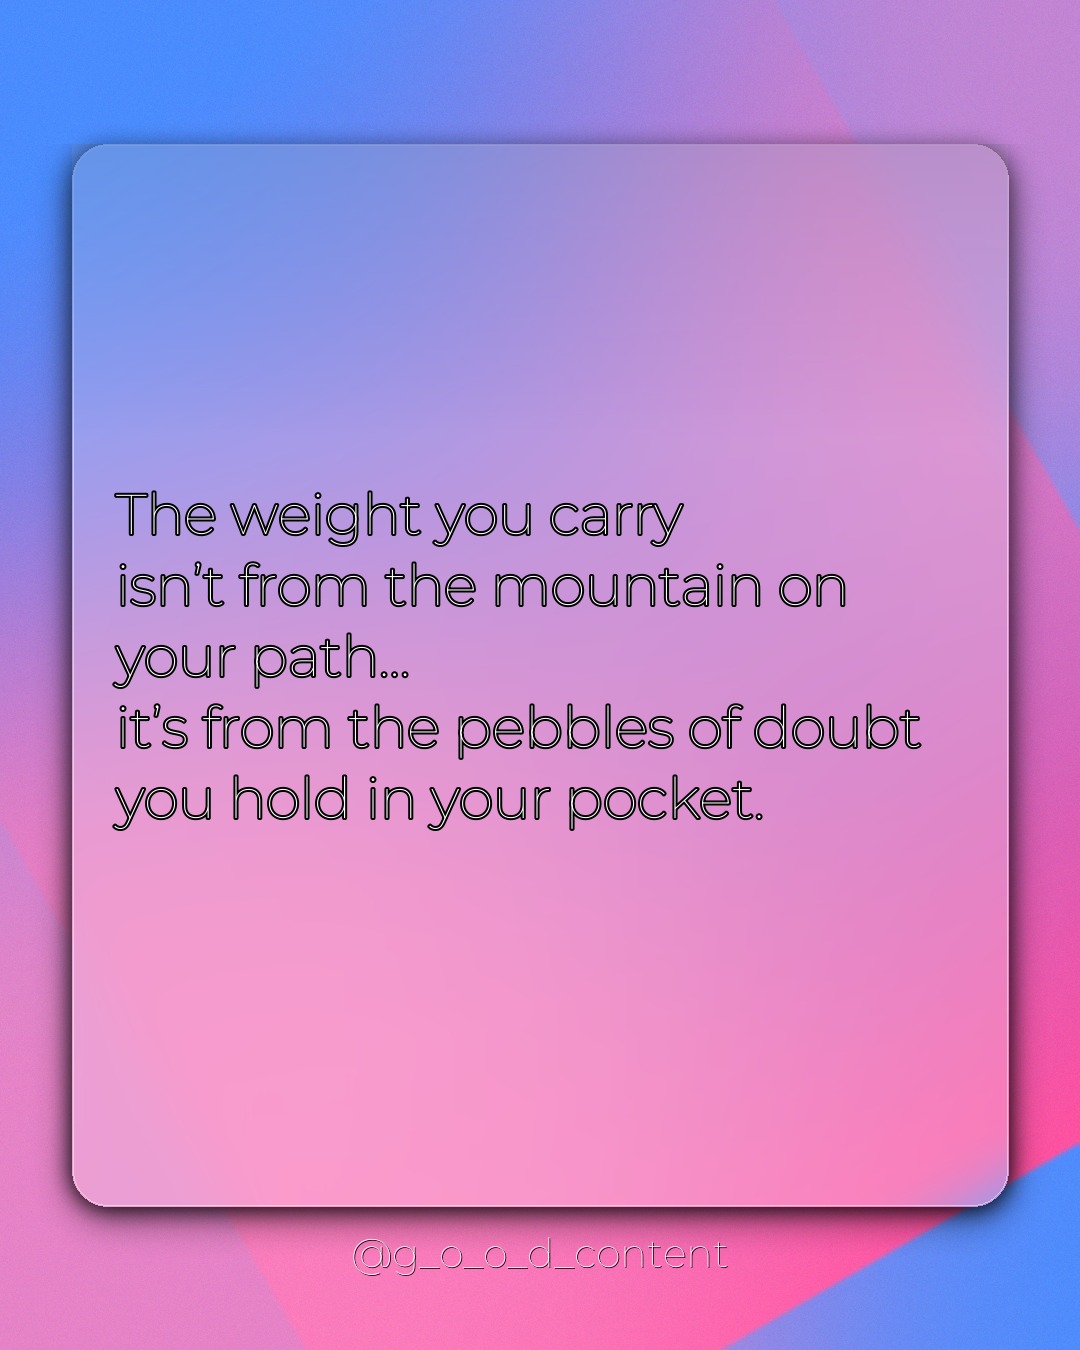 The weight you carry
isn’t from the mountain on
your path...
it’s from the pebbles of doubt
you hold in your pocket.
@g_o_o_d_content